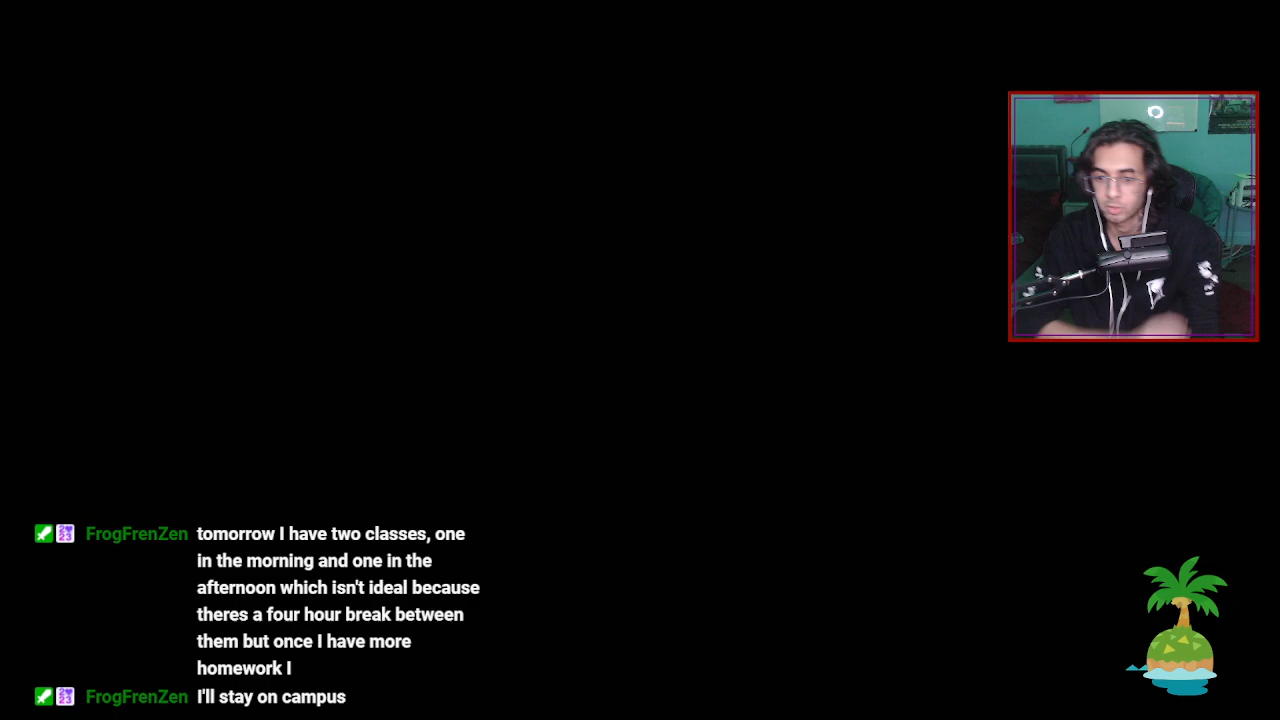 FrogFrenZen tomorrow I have two classes, one
in the morning and one in the
afternoon which isn't ideal because
theres a four hour break between
them but once I have more
homework I
FrogFrenZen I'll stay on campus